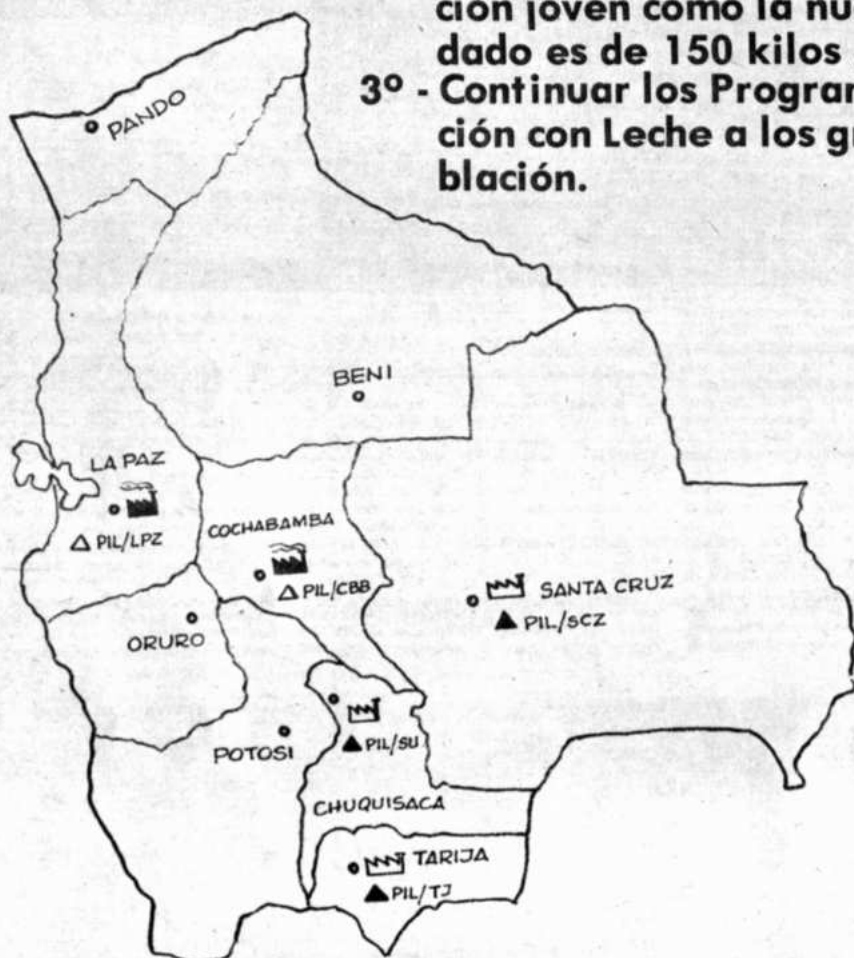 ción joven como la nu
dado es de 150 kilos
3º - Continuar los Program
ción con Leche a los g
blación.
PANDO
BENI
LA PAZ
PIL/LPZ
COCHABAMBA
PIL/CBB
SANTA CRUZ
PIL/SCZ
ORURO
POTOSI
PIL/SU
CHUQUISACA
TARIJA
PIL/TJ